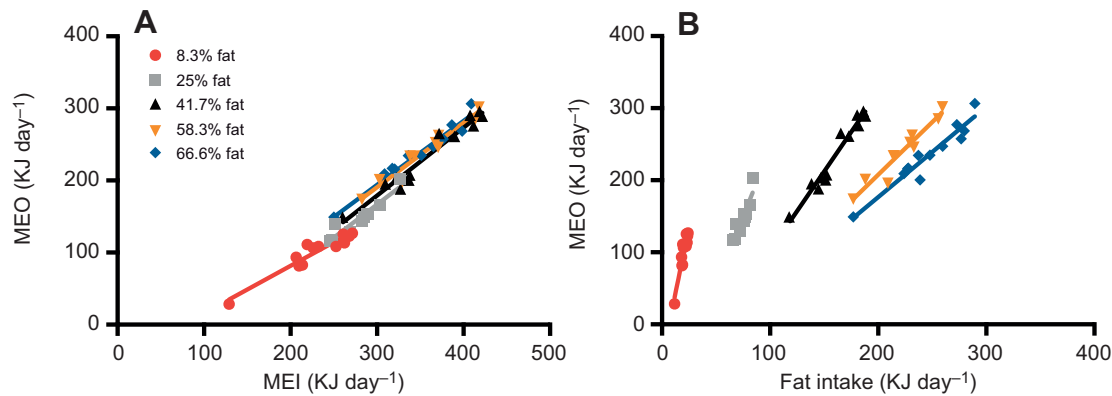 A
400
300
200
100
0
MEO (KJ day⁻¹)
8.3% fat
25% fat
41.7% fat
58.3% fat
66.6% fat
0 100 200 300 400 500
MEI (KJ day⁻¹)
B
400
300
200
100
0
MEO (KJ day⁻¹)
0 100 200 300 400
Fat intake (KJ day⁻¹)